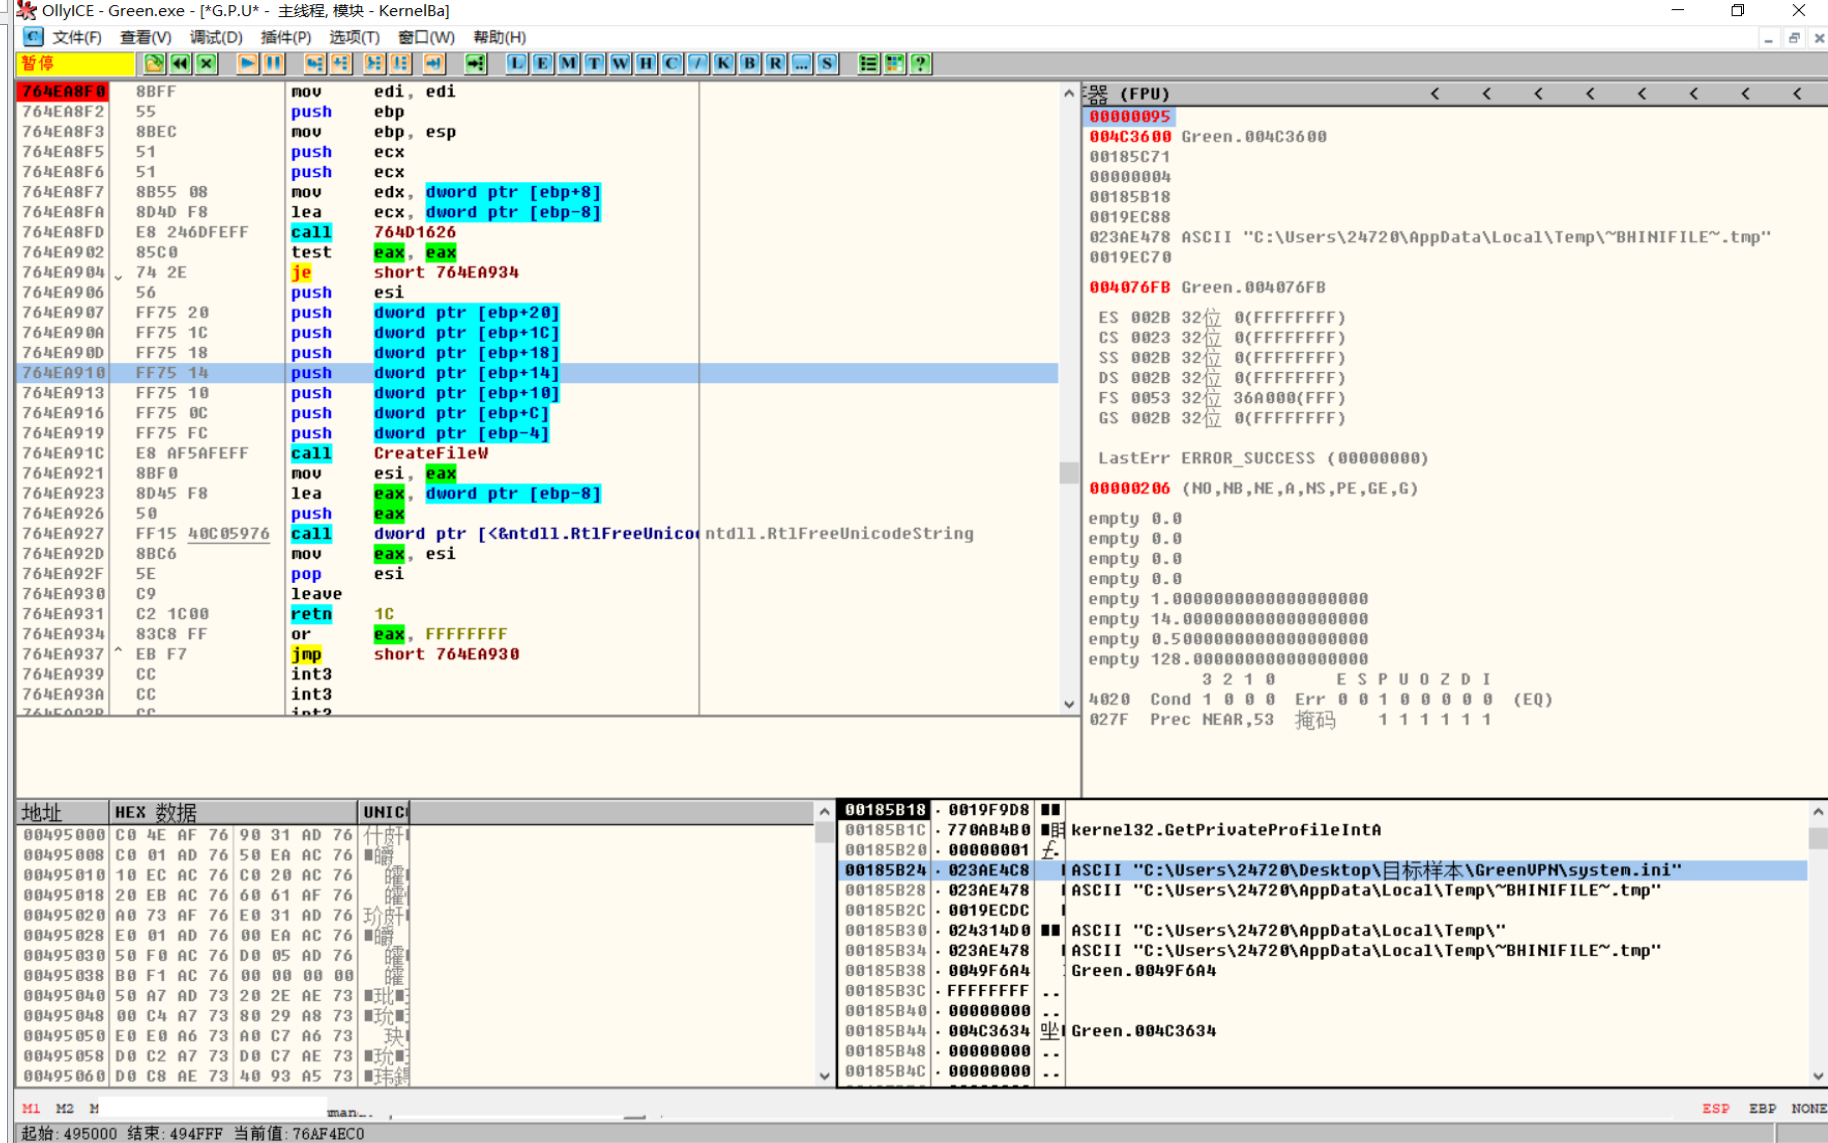 OllyICE - Green.exe - [*G.P.U* - 主线程, 模块 - KernelBa]
文件(F) 查看(V) 调试(D) 插件(P) 选项(T) 窗口(W) 帮助(H)
暂停 L E M T W H C / K B R ... S ?
764EA8F0 8BFF mov edi, edi
764EA8F2 55 push ebp
764EA8F3 8BEC mov ebp, esp
764EA8F5 51 push ecx
764EA8F6 51 push ecx
764EA8F7 8B55 08 mov edx, dword ptr [ebp+8]
764EA8FA 8D4D F8 lea ecx, dword ptr [ebp-8]
764EA8FD E8 246DFEFF call 764D1626
764EA902 85C0 test eax, eax
764EA904 74 2E je short 764EA934
764EA906 56 push esi
764EA907 FF75 20 push dword ptr [ebp+20]
764EA90A FF75 1C push dword ptr [ebp+1C]
764EA90D FF75 18 push dword ptr [ebp+18]
764EA910 FF75 14 push dword ptr [ebp+14]
764EA913 FF75 10 push dword ptr [ebp+10]
764EA916 FF75 0C push dword ptr [ebp+C]
764EA919 FF75 FC push dword ptr [ebp-4]
764EA91C E8 AF5AFEFF call CreateFileW
764EA921 8BF0 mov esi, eax
764EA923 8D45 F8 lea eax, dword ptr [ebp-8]
764EA926 50 push eax
764EA927 FF15 40C05976 call dword ptr [<&ntdll.RtlFreeUnico ntdll.RtlFreeUnicodeString
764EA92D 8BC6 mov eax, esi
764EA92F 5E pop esi
764EA930 C9 leave
764EA931 C2 1C00 retn 1C
764EA934 83C8 FF or eax, FFFFFFFF
764EA937 ^ EB F7 jmp short 764EA930
764EA939 CC int3
764EA93A CC int3
764EA93B CC int3
器 (FPU) < < < < < < < <
00000095
004C3600 Green.004C3600
00185C71
00000004
00185B18
0019EC88
023AE478 ASCII "C:\Users\24720\AppData\Local\Temp\~BHINIFILE~.tmp"
0019EC70
004076FB Green.004076FB
ES 002B 32位 0(FFFFFFFF)
CS 0023 32位 0(FFFFFFFF)
SS 002B 32位 0(FFFFFFFF)
DS 002B 32位 0(FFFFFFFF)
FS 0053 32位 36A000(FFF)
GS 002B 32位 0(FFFFFFFF)
LastErr ERROR_SUCCESS (00000000)
00000206 (NO,NB,NE,A,NS,PE,GE,G)
empty 0.0
empty 0.0
empty 0.0
empty 0.0
empty 1.0000000000000000000
empty 14.000000000000000000
empty 0.5000000000000000000
empty 128.00000000000000000
3 2 1 0 E S P U O Z D I
4020 Cond 1 0 0 0 Err 0 0 1 0 0 0 0 0 (EQ)
027F Prec NEAR,53 掩码 1 1 1 1 1 1
地址 HEX 数据 UNIC
00495000 C0 4E AF 76 90 31 AD 76
00495008 C0 01 AD 76 50 EA AC 76
00495010 10 EC AC 76 C0 20 AC 76
00495018 20 EB AC 76 60 61 AF 76
00495020 A0 73 AF 76 E0 31 AD 76
00495028 E0 01 AD 76 00 EA AC 76
00495030 50 F0 AC 76 D0 05 AD 76
00495038 B0 F1 AC 76 00 00 00 00
00495040 50 A7 AD 73 20 2E AE 73
00495048 00 C4 A7 73 80 29 A8 73
00495050 E0 E0 A6 73 A0 C7 A6 73
00495058 D0 C2 A7 73 D0 C7 AE 73
00495060 D0 C8 AE 73 40 93 A5 73
00185B18 0019F9D8
00185B1C 770AB4B0 kernel32.GetPrivateProfileIntA
00185B20 00000001
00185B24 023AE4C8 ASCII "C:\Users\24720\Desktop\目标样本\GreenVPN\system.ini"
00185B28 023AE478 ASCII "C:\Users\24720\AppData\Local\Temp\~BHINIFILE~.tmp"
00185B2C 0019ECDC
00185B30 024314D0 ASCII "C:\Users\24720\AppData\Local\Temp\"
00185B34 023AE478 ASCII "C:\Users\24720\AppData\Local\Temp\~BHINIFILE~.tmp"
00185B38 0049F6A4 Green.0049F6A4
00185B3C FFFFFFFF ..
00185B40 00000000 ..
00185B44 004C3634 坐 Green.004C3634
00185B48 00000000 ..
00185B4C 00000000 ..
M1 M2 M ESP EBP NONE
起始: 495000 结束: 494FFF 当前值: 76AF4EC0